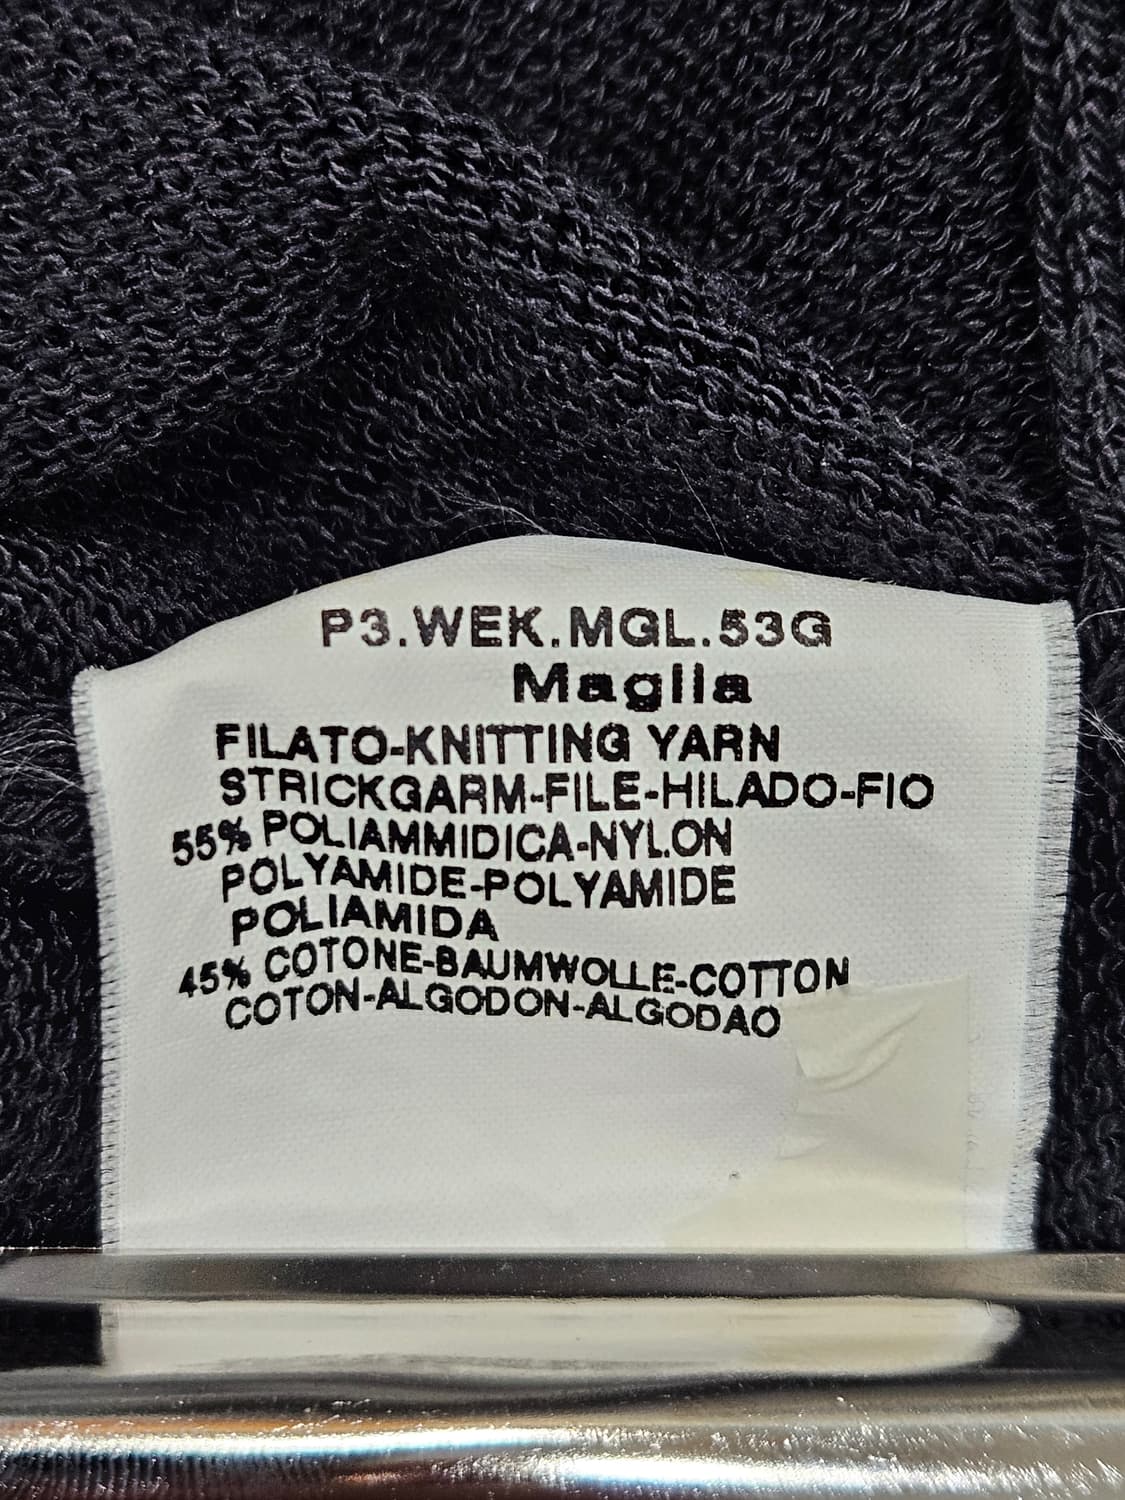 P3.WEK.MGL.53G
Maglia
FILATO-KNITTING YARN
STRICKGARM-FILE-HILADO-FIO
55% POLIAMMIDICA-NYLON
POLYAMIDE-POLYAMIDE
POLIAMIDA
45% COTONE-BAUMWOLLE-COTTON
COTON-ALGODON-ALGODAO